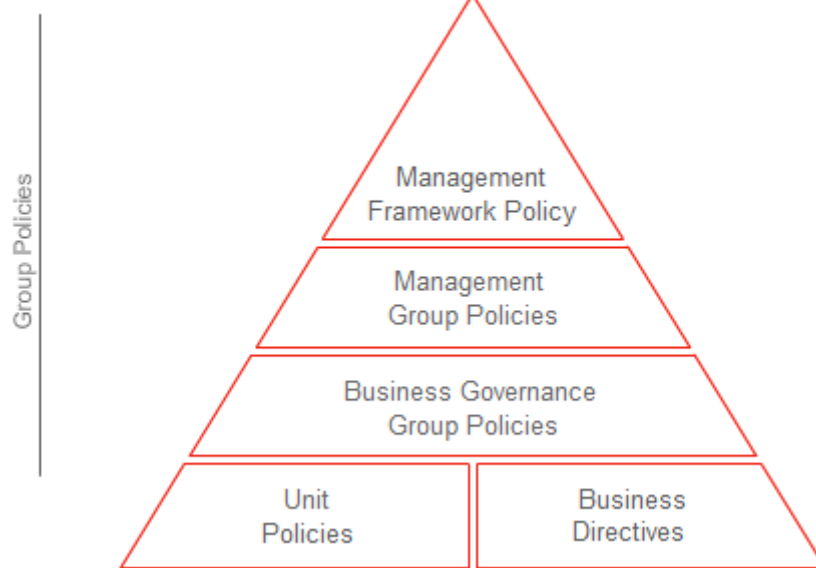 Group Policies
Management
Framework Policy
Management
Group Policies
Business Governance
Group Policies
Unit
Policies
Business
Directives